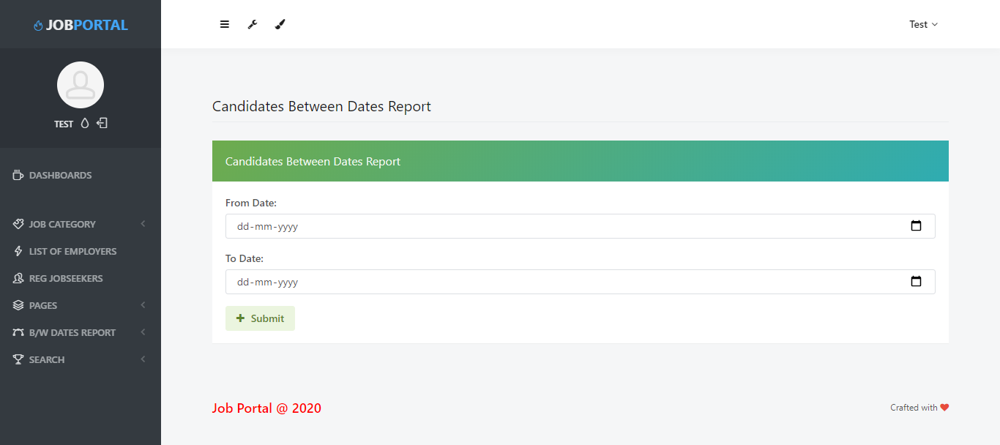 JOBPORTAL
Test
TEST
DASHBOARDS
JOB CATEGORY
LIST OF EMPLOYERS
REG JOBSEEKERS
PAGES
B/W DATES REPORT
SEARCH
Candidates Between Dates Report
Candidates Between Dates Report
From Date:
dd-mm-yyyy
To Date:
dd-mm-yyyy
Submit
Job Portal @ 2020
Crafted with